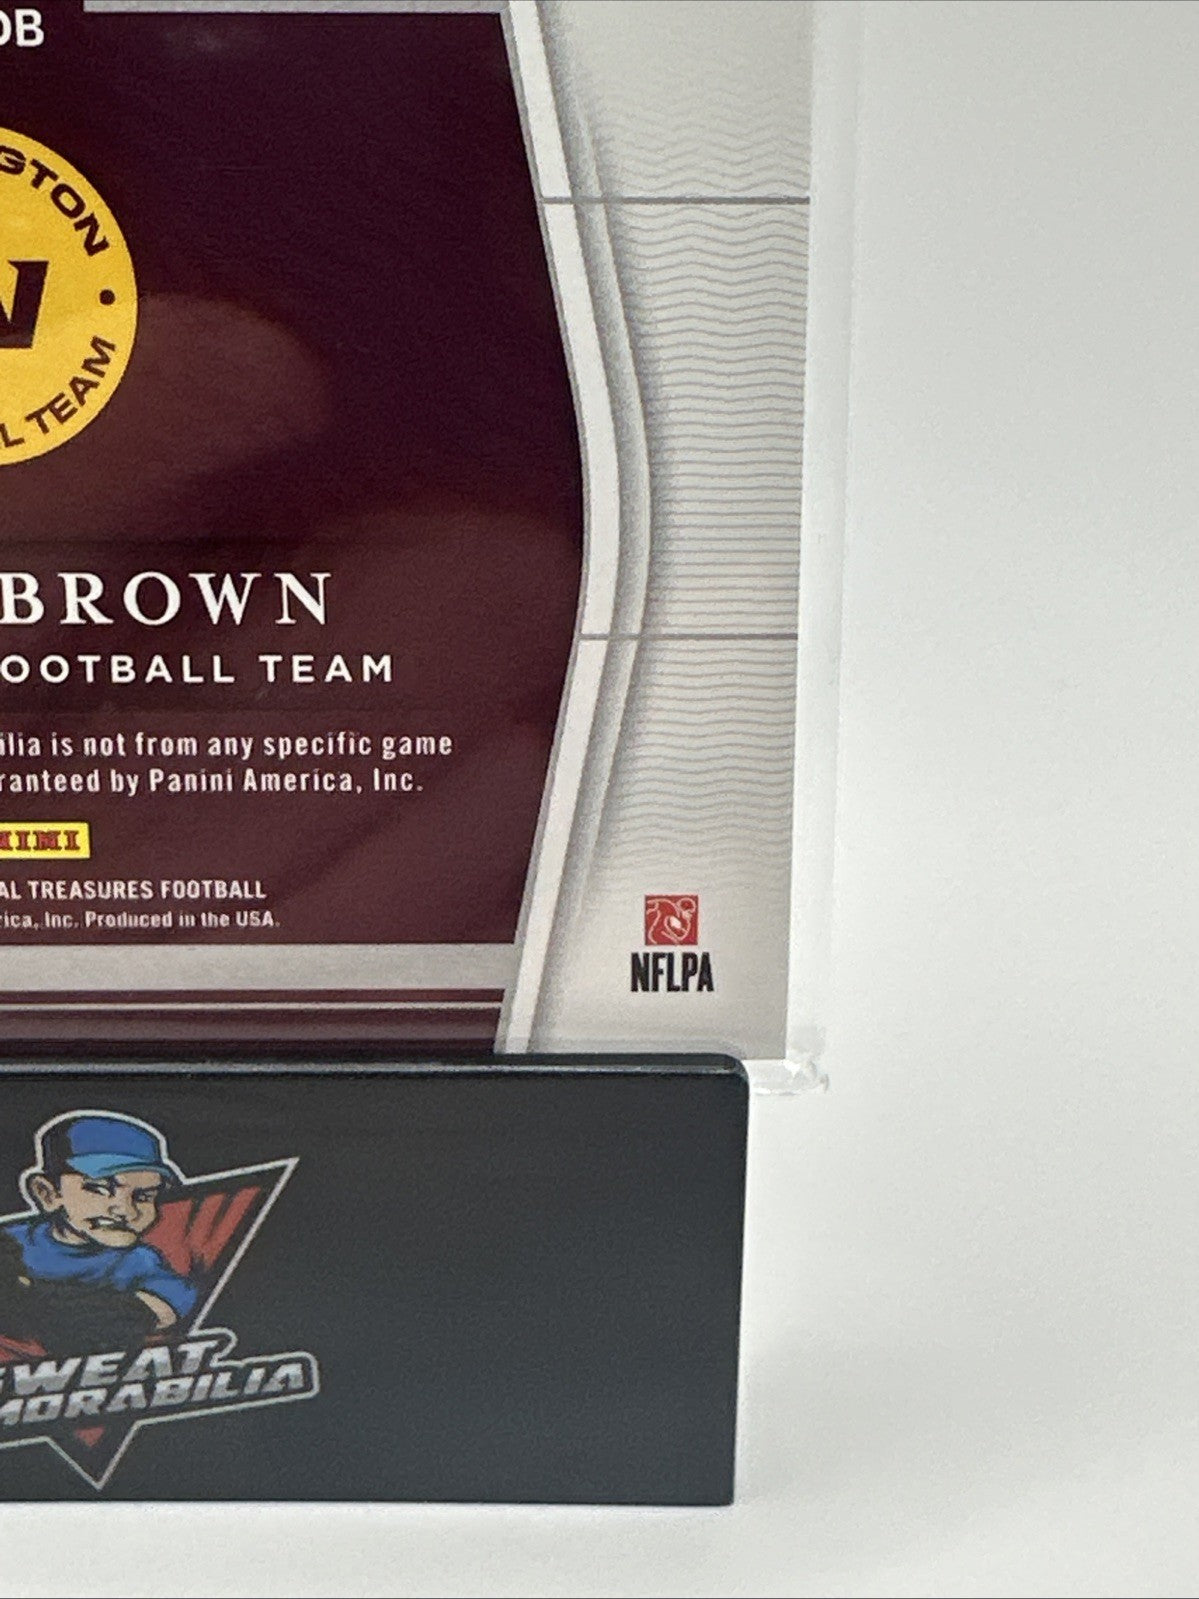 OB
GTON
W
L TEAM
BROWN
OOTBALL TEAM
ilia is not from any specific game
ranteed by Panini America, Inc.
NINI
AL TREASURES FOOTBALL
rica, Inc. Produced in the USA.
NFLPA
SWEAT
MORABILIA